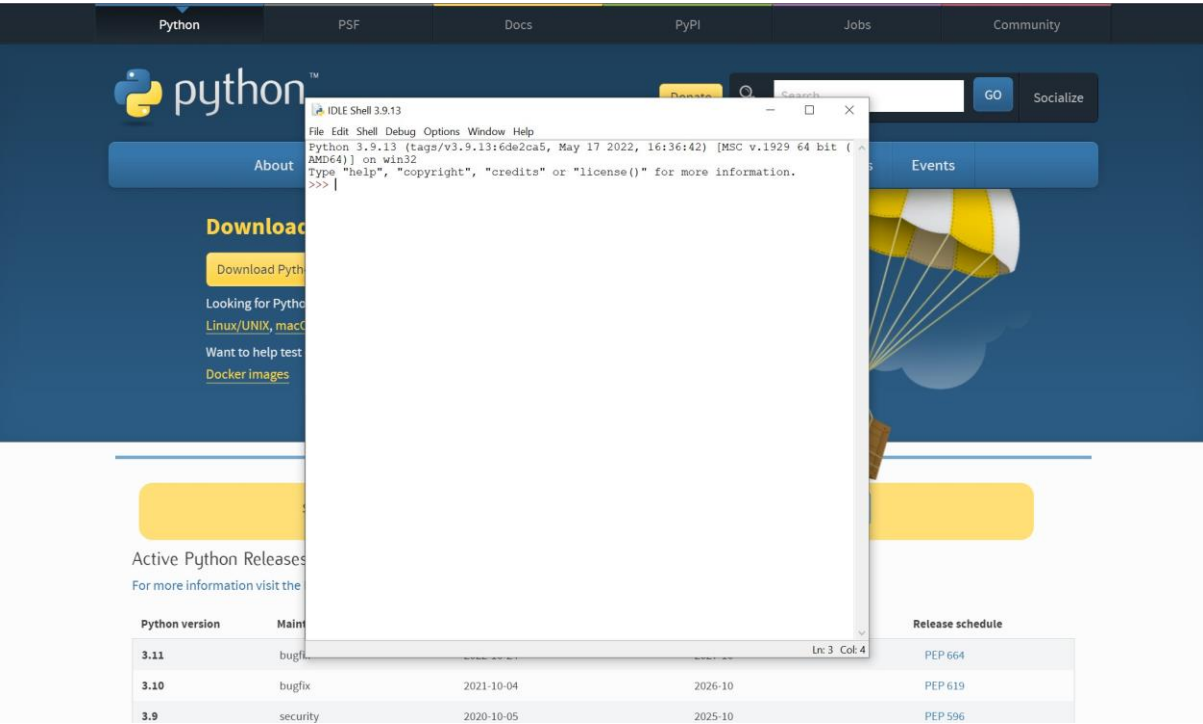 Python PSF Docs PyPI Jobs Community
python™
Donate Search GO Socialize
IDLE Shell 3.9.13
File Edit Shell Debug Options Window Help
Python 3.9.13 (tags/v3.9.13:6de2ca5, May 17 2022, 16:36:42) [MSC v.1929 64 bit (
AMD64)] on win32
Type "help", "copyright", "credits" or "license()" for more information.
>>>
About Events
Download
Download Pyth
Looking for Pytho
Linux/UNIX, mac
Want to help test
Docker images
Active Python Releases
For more information visit the
Python version Maint Release schedule
Ln: 3 Col: 4
3.11 bugfix PEP 664
3.10 bugfix 2021-10-04 2026-10 PEP 619
3.9 security 2020-10-05 2025-10 PEP 596